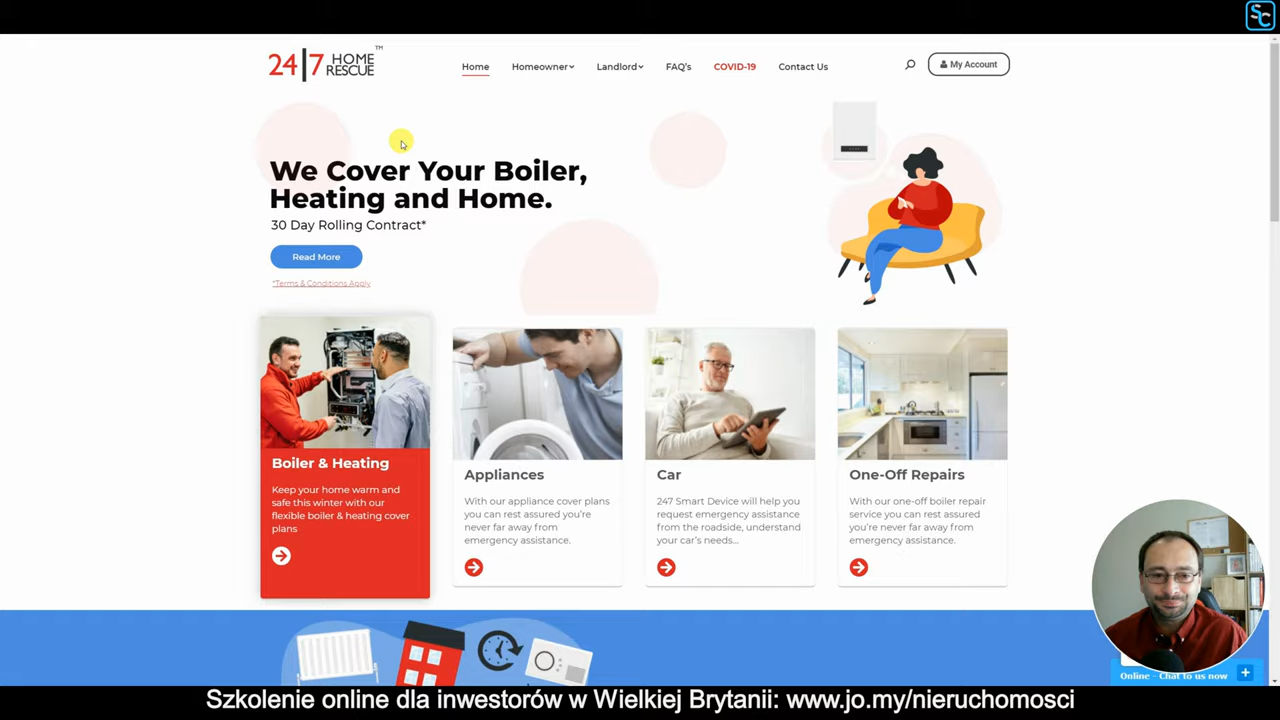 SC
24|7 HOME RESCUE™
Home
Homeowner
Landlord
FAQ's
COVID-19
Contact Us
My Account
We Cover Your Boiler,
Heating and Home.
30 Day Rolling Contract*
Read More
*Terms & Conditions Apply
Boiler & Heating
Keep your home warm and
safe this winter with our
flexible boiler & heating cover
plans
Appliances
With our appliance cover plans
you can rest assured you're
never far away from
emergency assistance.
Car
247 Smart Device will help you
request emergency assistance
from the roadside, understand
your car's needs...
One-Off Repairs
With our one-off boiler repair
service you can rest assured
you're never far away from
emergency assistance.
Online - Chat to us now
Szkolenie online dla inwestorów w Wielkiej Brytanii: www.jo.my/nieruchomosci